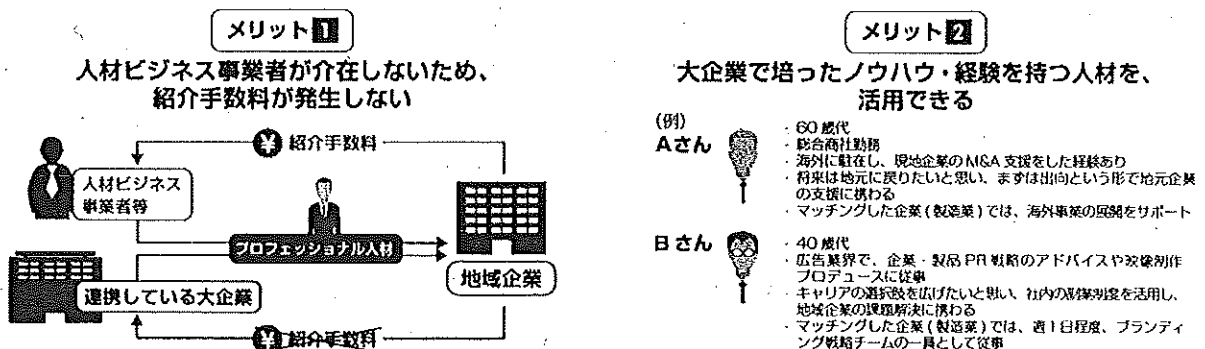 メリット1
人材ビジネス事業者が介在しないため、
紹介手数料が発生しない
¥ 紹介手数料
人材ビジネス
事業者等
プロフェッショナル人材
地域企業
連携している大企業
¥ 紹介手数料
メリット2
大企業で培ったノウハウ・経験を持つ人材を、
活用できる
(例)
Aさん
・60歳代
・総合商社勤務
・海外に駐在し、現地企業のM&A支援をした経験あり
・将来は地元に戻りたいと思い、まずは出向という形で地元企業
の支援に携わる
・マッチングした企業(製造業)では、海外事業の展開をサポート
Bさん
・40歳代
・広告業界で、企業・製品PR戦略のアドバイスや映像制作
プロデュースに従事
・キャリアの選択肢を広げたいと思い、社内の副業制度を活用し、
地域企業の課題解決に携わる
・マッチングした企業(製造業)では、週1日程度、ブランディ
ング戦略チームの一員として従事